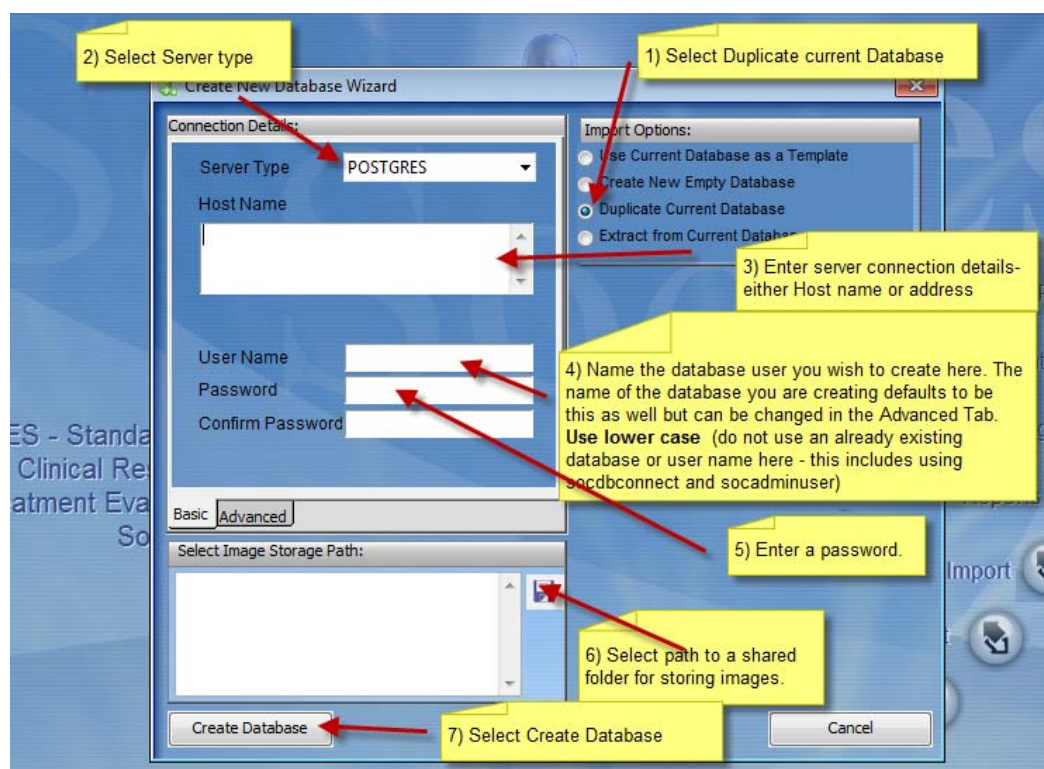 2) Select Server type
1) Select Duplicate current Database
Create New Database Wizard
Connection Details:
Server Type
POSTGRES
Host Name
User Name
Password
Confirm Password
Basic
Advanced
Import Options:
Use Current Database as a Template
Create New Empty Database
Duplicate Current Database
Extract from Current
3) Enter server connection details-
either Host name or address
4) Name the database user you wish to create here. The
name of the database you are creating defaults to be
this as well but can be changed in the Advanced Tab.
Use lower case (do not use an already existing
database or user name here - this includes using
socdbconnect and socadminuser)
5) Enter a password.
Select Image Storage Path:
6) Select path to a shared
folder for storing images.
Create Database
7) Select Create Database
Cancel
ES - Standa
Clinical Res
atment Eva
So
Reports
Import